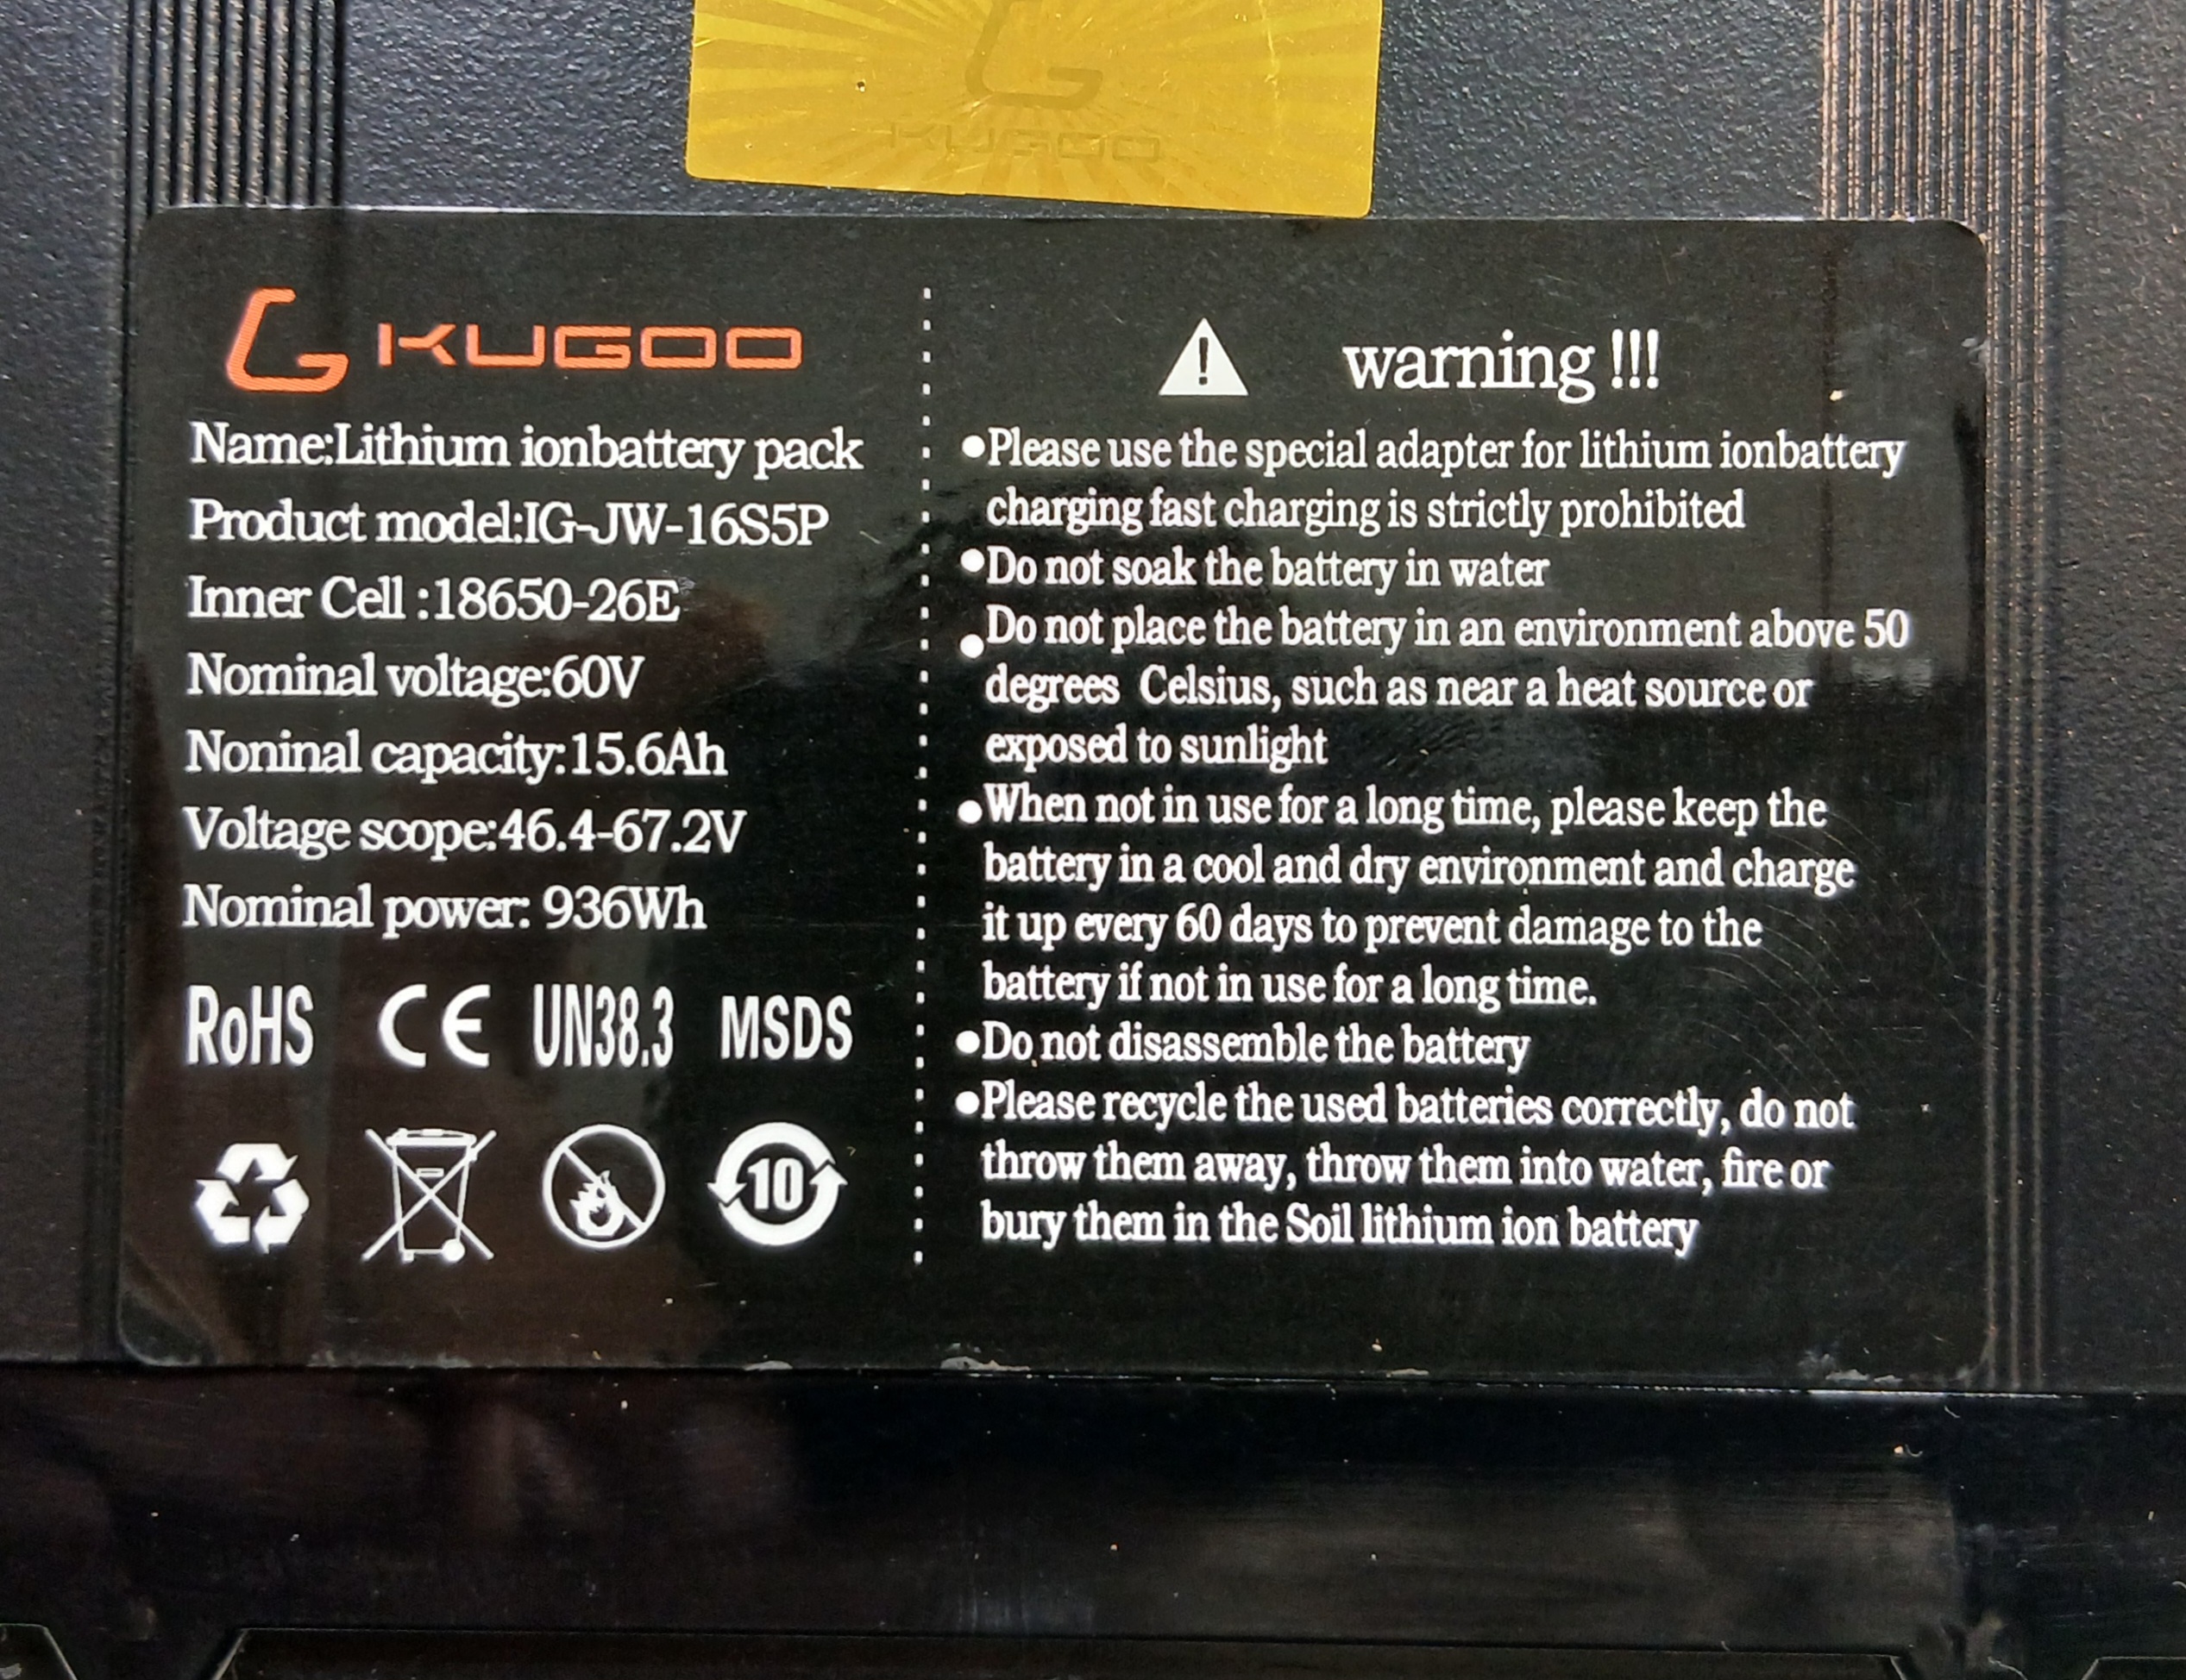 KUGOO
KUGOO
Name:Lithium ionbattery pack
Product model:IG-JW-16S5P
Inner Cell :18650-26E
Nominal voltage:60V
Noninal capacity:15.6Ah
Voltage scope:46.4-67.2V
Nominal power: 936Wh
RoHS CE UN38.3 MSDS
10
warning !!!
●Please use the special adapter for lithium ionbattery
charging fast charging is strictly prohibited
●Do not soak the battery in water
●Do not place the battery in an environment above 50
degrees Celsius, such as near a heat source or
exposed to sunlight
●When not in use for a long time, please keep the
battery in a cool and dry environment and charge
it up every 60 days to prevent damage to the
battery if not in use for a long time.
●Do not disassemble the battery
●Please recycle the used batteries correctly, do not
throw them away, throw them into water, fire or
bury them in the Soil lithium ion battery